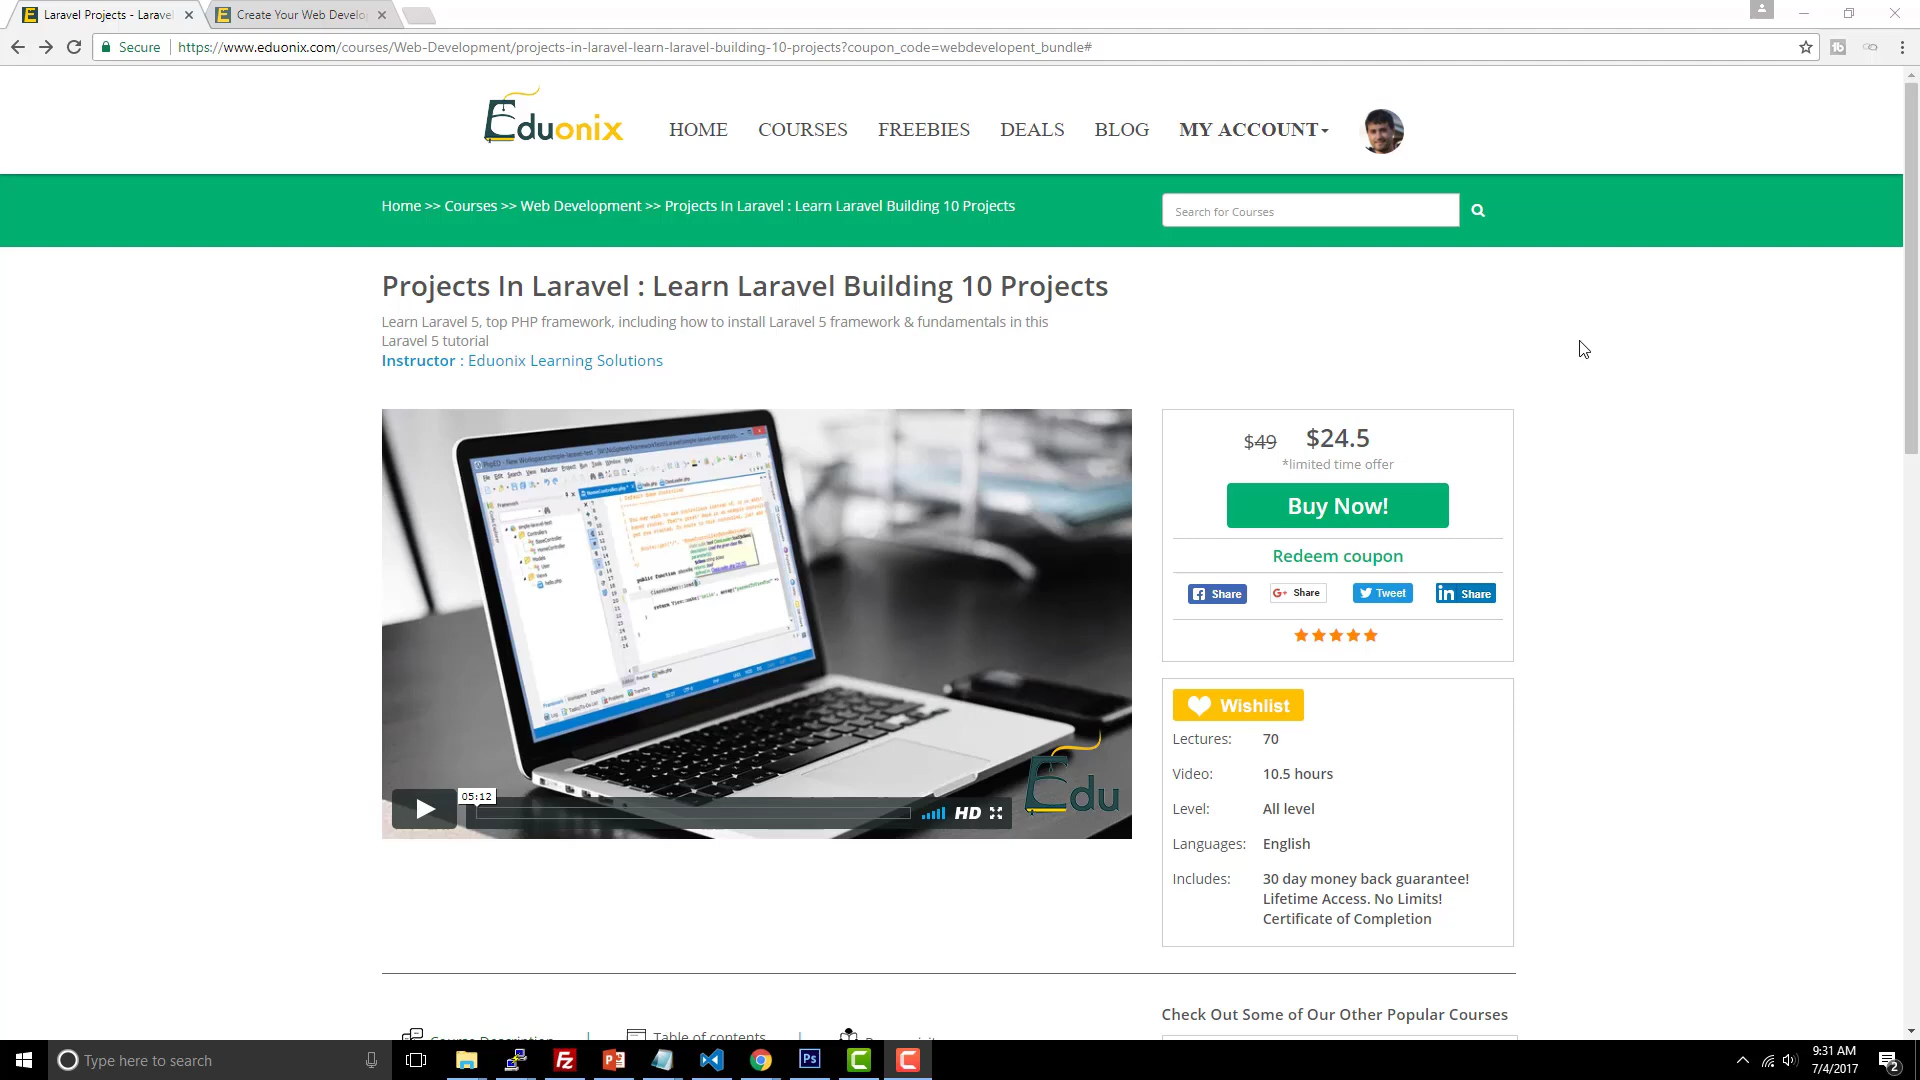 Laravel Projects - Larave
Create Your Web Develo
Secure
https://www.eduonix.com/courses/Web-Development/projects-in-laravel-learn-laravel-building-10-projects?coupon_code=webdevelopent_bundle#
Eduonix
HOME
COURSES
FREEBIES
DEALS
BLOG
MY ACCOUNT
Home >> Courses >> Web Development >> Projects In Laravel : Learn Laravel Building 10 Projects
Search for Courses
Projects In Laravel : Learn Laravel Building 10 Projects
Learn Laravel 5, top PHP framework, including how to install Laravel 5 framework & fundamentals in this
Laravel 5 tutorial
Instructor : Eduonix Learning Solutions
05:12
HD
Edu
$49 $24.5
*limited time offer
Buy Now!
Redeem coupon
Share
G+ Share
Tweet
in Share
Wishlist
Lectures: 70
Video: 10.5 hours
Level: All level
Languages: English
Includes: 30 day money back guarantee!
Lifetime Access. No Limits!
Certificate of Completion
Table of contents
Check Out Some of Our Other Popular Courses
Type here to search
Ps
9:31 AM
7/4/2017
2